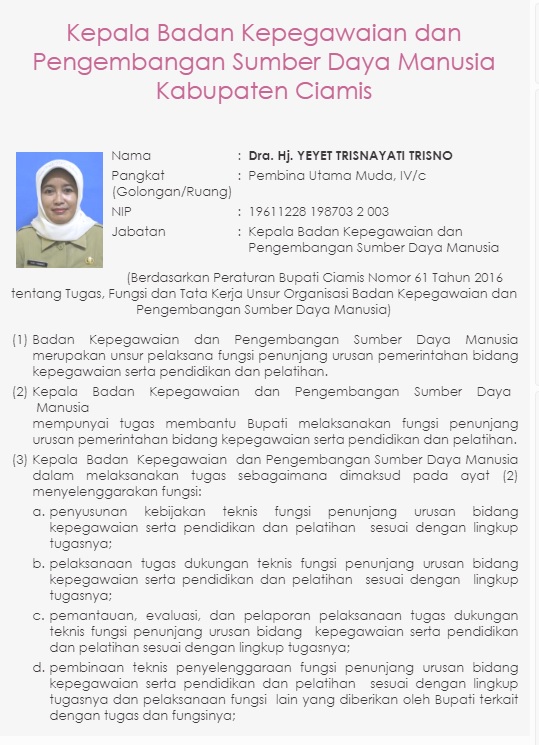 Kepala Badan Kepegawaian dan
Pengembangan Sumber Daya Manusia
Kabupaten Ciamis
Nama : Dra. Hj. YEYET TRISNAYATI TRISNO
Pangkat : Pembina Utama Muda, IV/c
(Golongan/Ruang)
NIP : 19611228 198703 2 003
Jabatan : Kepala Badan Kepegawaian dan
Pengembangan Sumber Daya Manusia
(Berdasarkan Peraturan Bupati Ciamis Nomor 61 Tahun 2016
tentang Tugas, Fungsi dan Tata Kerja Unsur Organisasi Badan Kepegawaian dan
Pengembangan Sumber Daya Manusia)
(1) Badan Kepegawaian dan Pengembangan Sumber Daya Manusia
merupakan unsur pelaksana fungsi penunjang urusan pemerintahan bidang
kepegawaian serta pendidikan dan pelatihan.
(2) Kepala Badan Kepegawaian dan Pengembangan Sumber Daya
Manusia
mempunyai tugas membantu Bupati melaksanakan fungsi penunjang
urusan pemerintahan bidang kepegawaian serta pendidikan dan pelatihan.
(3) Kepala Badan Kepegawaian dan Pengembangan Sumber Daya Manusia
dalam melaksanakan tugas sebagaimana dimaksud pada ayat (2)
menyelenggarakan fungsi:
a. penyusunan kebijakan teknis fungsi penunjang urusan bidang
kepegawaian serta pendidikan dan pelatihan sesuai dengan lingkup
tugasnya;
b. pelaksanaan tugas dukungan teknis fungsi penunjang urusan bidang
kepegawaian serta pendidikan dan pelatihan sesuai dengan lingkup
tugasnya;
c. pemantauan, evaluasi, dan pelaporan pelaksanaan tugas dukungan
teknis fungsi penunjang urusan bidang kepegawaian serta pendidikan
dan pelatihan sesuai dengan lingkup tugasnya;
d. pembinaan teknis penyelenggaraan fungsi penunjang urusan bidang
kepegawaian serta pendidikan dan pelatihan sesuai dengan lingkup
tugasnya dan pelaksanaan fungsi lain yang diberikan oleh Bupati terkait
dengan tugas dan fungsinya;